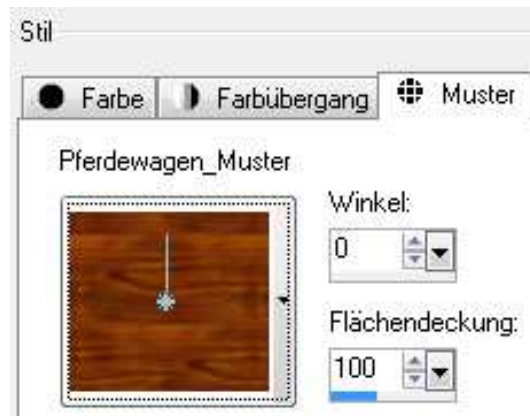 Stil
Farbe Farbübergang Muster
Pferdewagen_Muster
Winkel:
0
Flächendeckung:
100